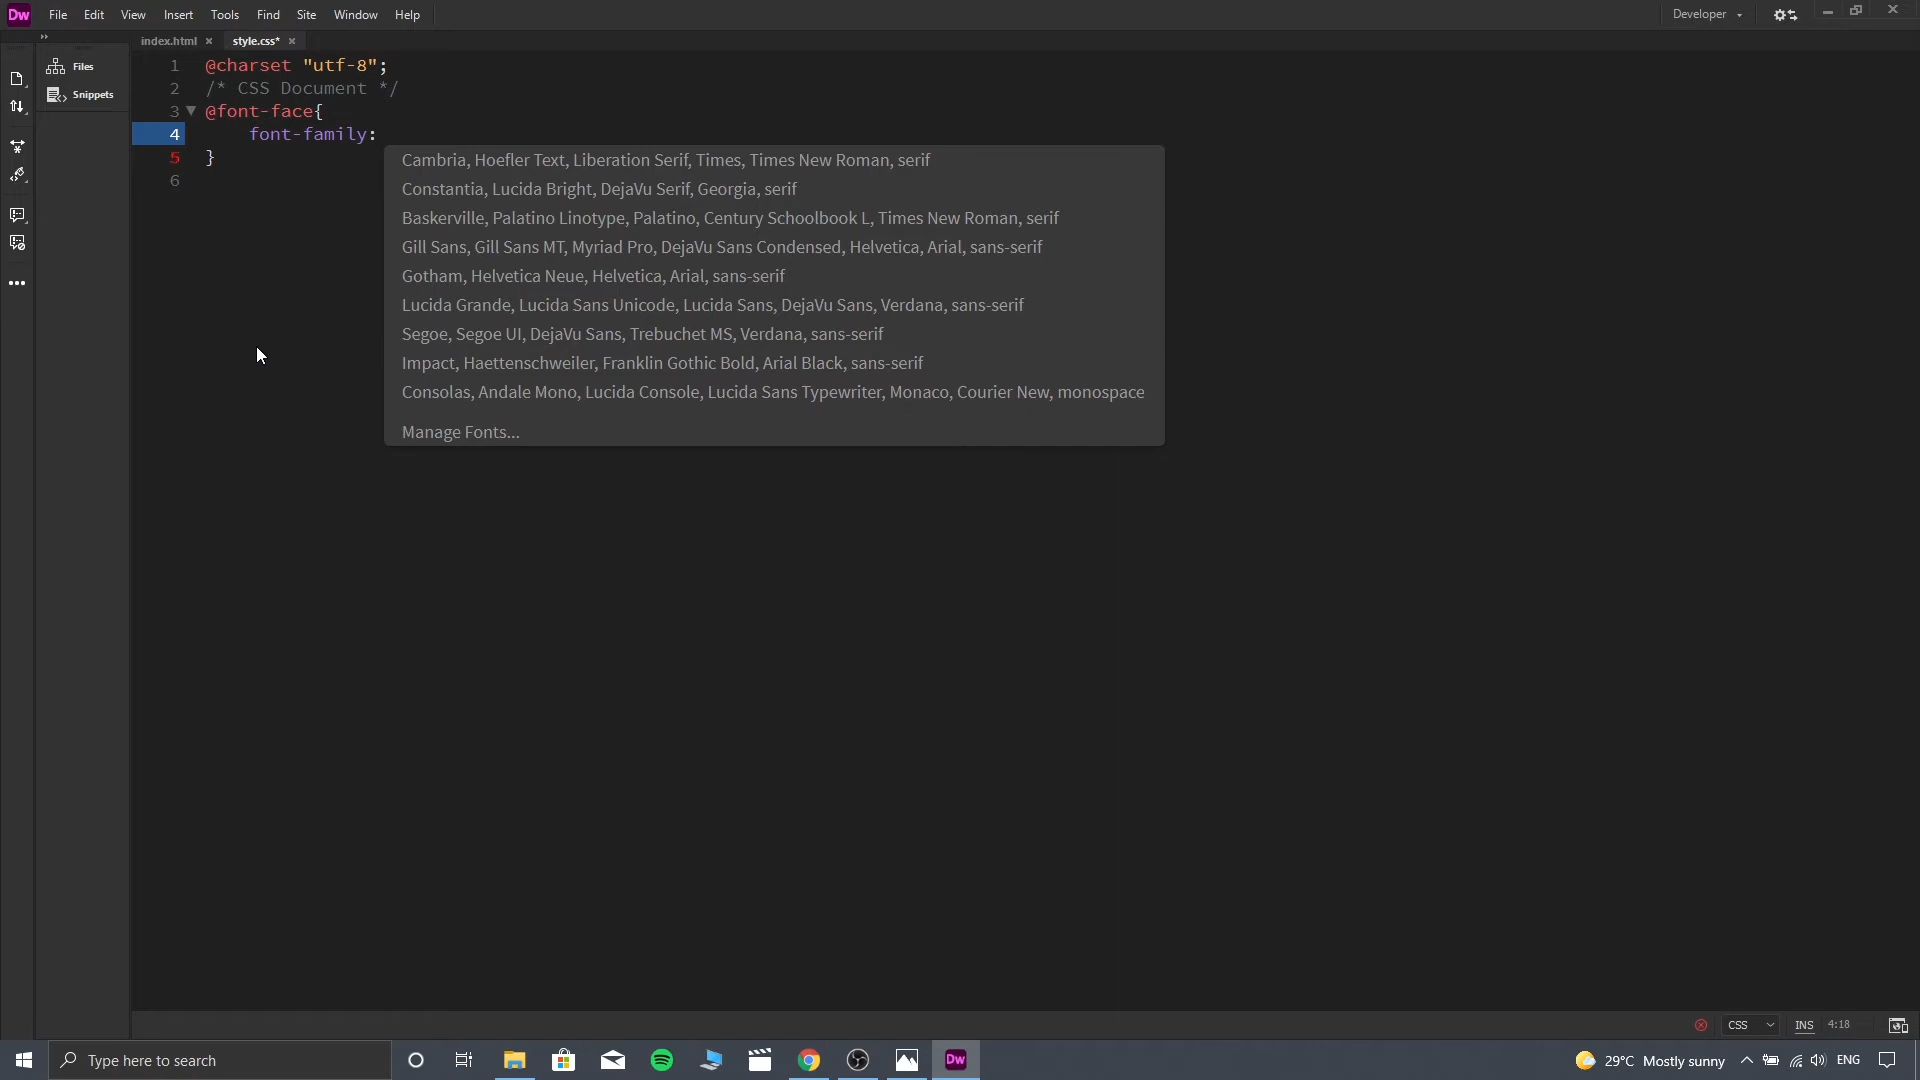 Dw File Edit View Insert Tools Find Site Window Help Developer
index.html × style.css* ×
Files
Snippets
1 @charset "utf-8";
2 /* CSS Document */
3 @font-face{
4 font-family:
5 }
6
Cambria, Hoefler Text, Liberation Serif, Times, Times New Roman, serif
Constantia, Lucida Bright, DejaVu Serif, Georgia, serif
Baskerville, Palatino Linotype, Palatino, Century Schoolbook L, Times New Roman, serif
Gill Sans, Gill Sans MT, Myriad Pro, DejaVu Sans Condensed, Helvetica, Arial, sans-serif
Gotham, Helvetica Neue, Helvetica, Arial, sans-serif
Lucida Grande, Lucida Sans Unicode, Lucida Sans, DejaVu Sans, Verdana, sans-serif
Segoe, Segoe UI, DejaVu Sans, Trebuchet MS, Verdana, sans-serif
Impact, Haettenschweiler, Franklin Gothic Bold, Arial Black, sans-serif
Consolas, Andale Mono, Lucida Console, Lucida Sans Typewriter, Monaco, Courier New, monospace
Manage Fonts...
CSS INS 4:18
Type here to search Dw 29°C Mostly sunny ENG